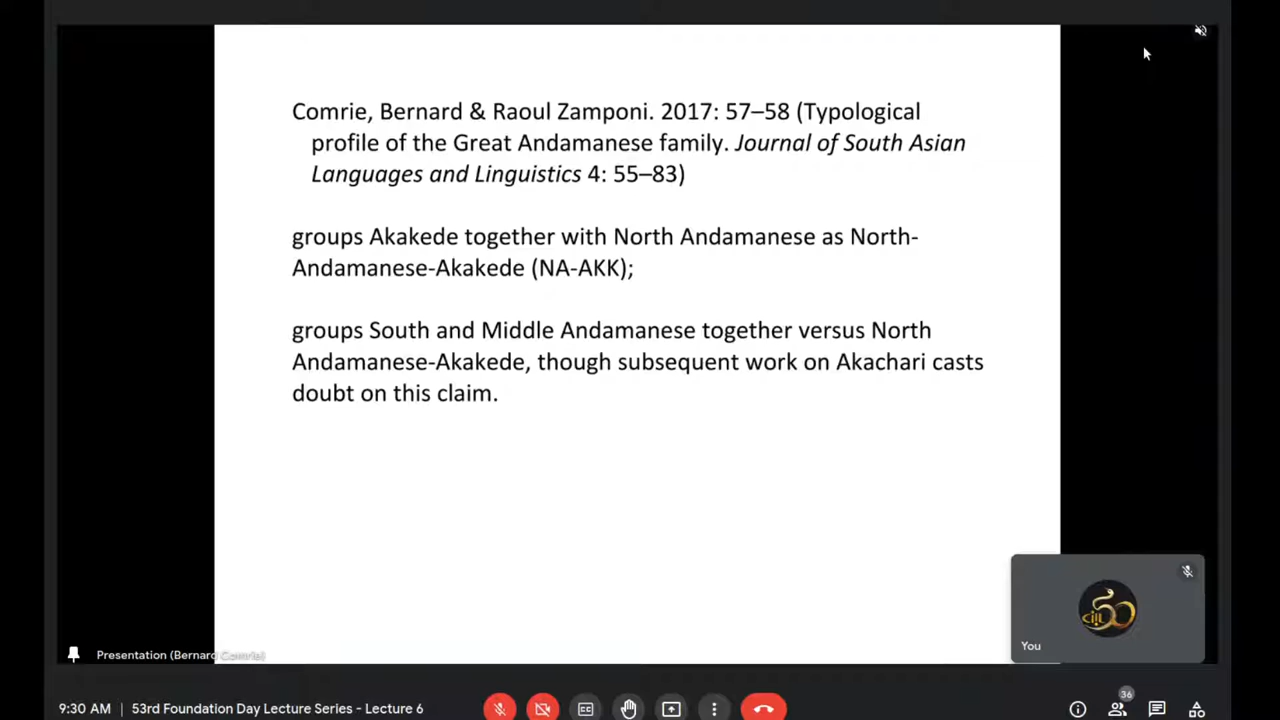 Comrie, Bernard & Raoul Zamponi. 2017: 57–58 (Typological
profile of the Great Andamanese family. Journal of South Asian
Languages and Linguistics 4: 55–83)
groups Akakede together with North Andamanese as North-
Andamanese-Akakede (NA-AKK);
groups South and Middle Andamanese together versus North
Andamanese-Akakede, though subsequent work on Akachari casts
doubt on this claim.
50
You
Presentation (Bernard Comrie)
9:30 AM | 53rd Foundation Day Lecture Series - Lecture 6
CC
36